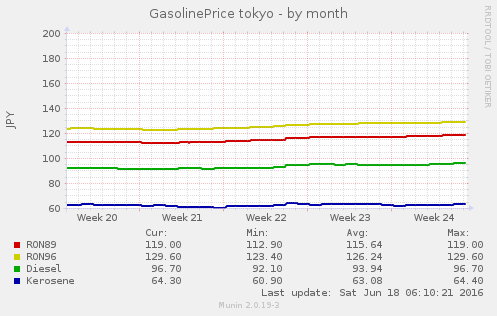 GasolinePrice tokyo - by month
RRDTOOL / TOBI OETIKER
JPY
200
180
160
140
120
100
80
60
Week 20 Week 21 Week 22 Week 23 Week 24
Cur: Min: Avg: Max:
RON89 119.00 112.90 115.64 119.00
RON96 129.60 123.40 126.24 129.60
Diesel 96.70 92.10 93.94 96.70
Kerosene 64.30 60.90 63.08 64.40
Last update: Sat Jun 18 06:10:21 2016
Munin 2.0.19-3